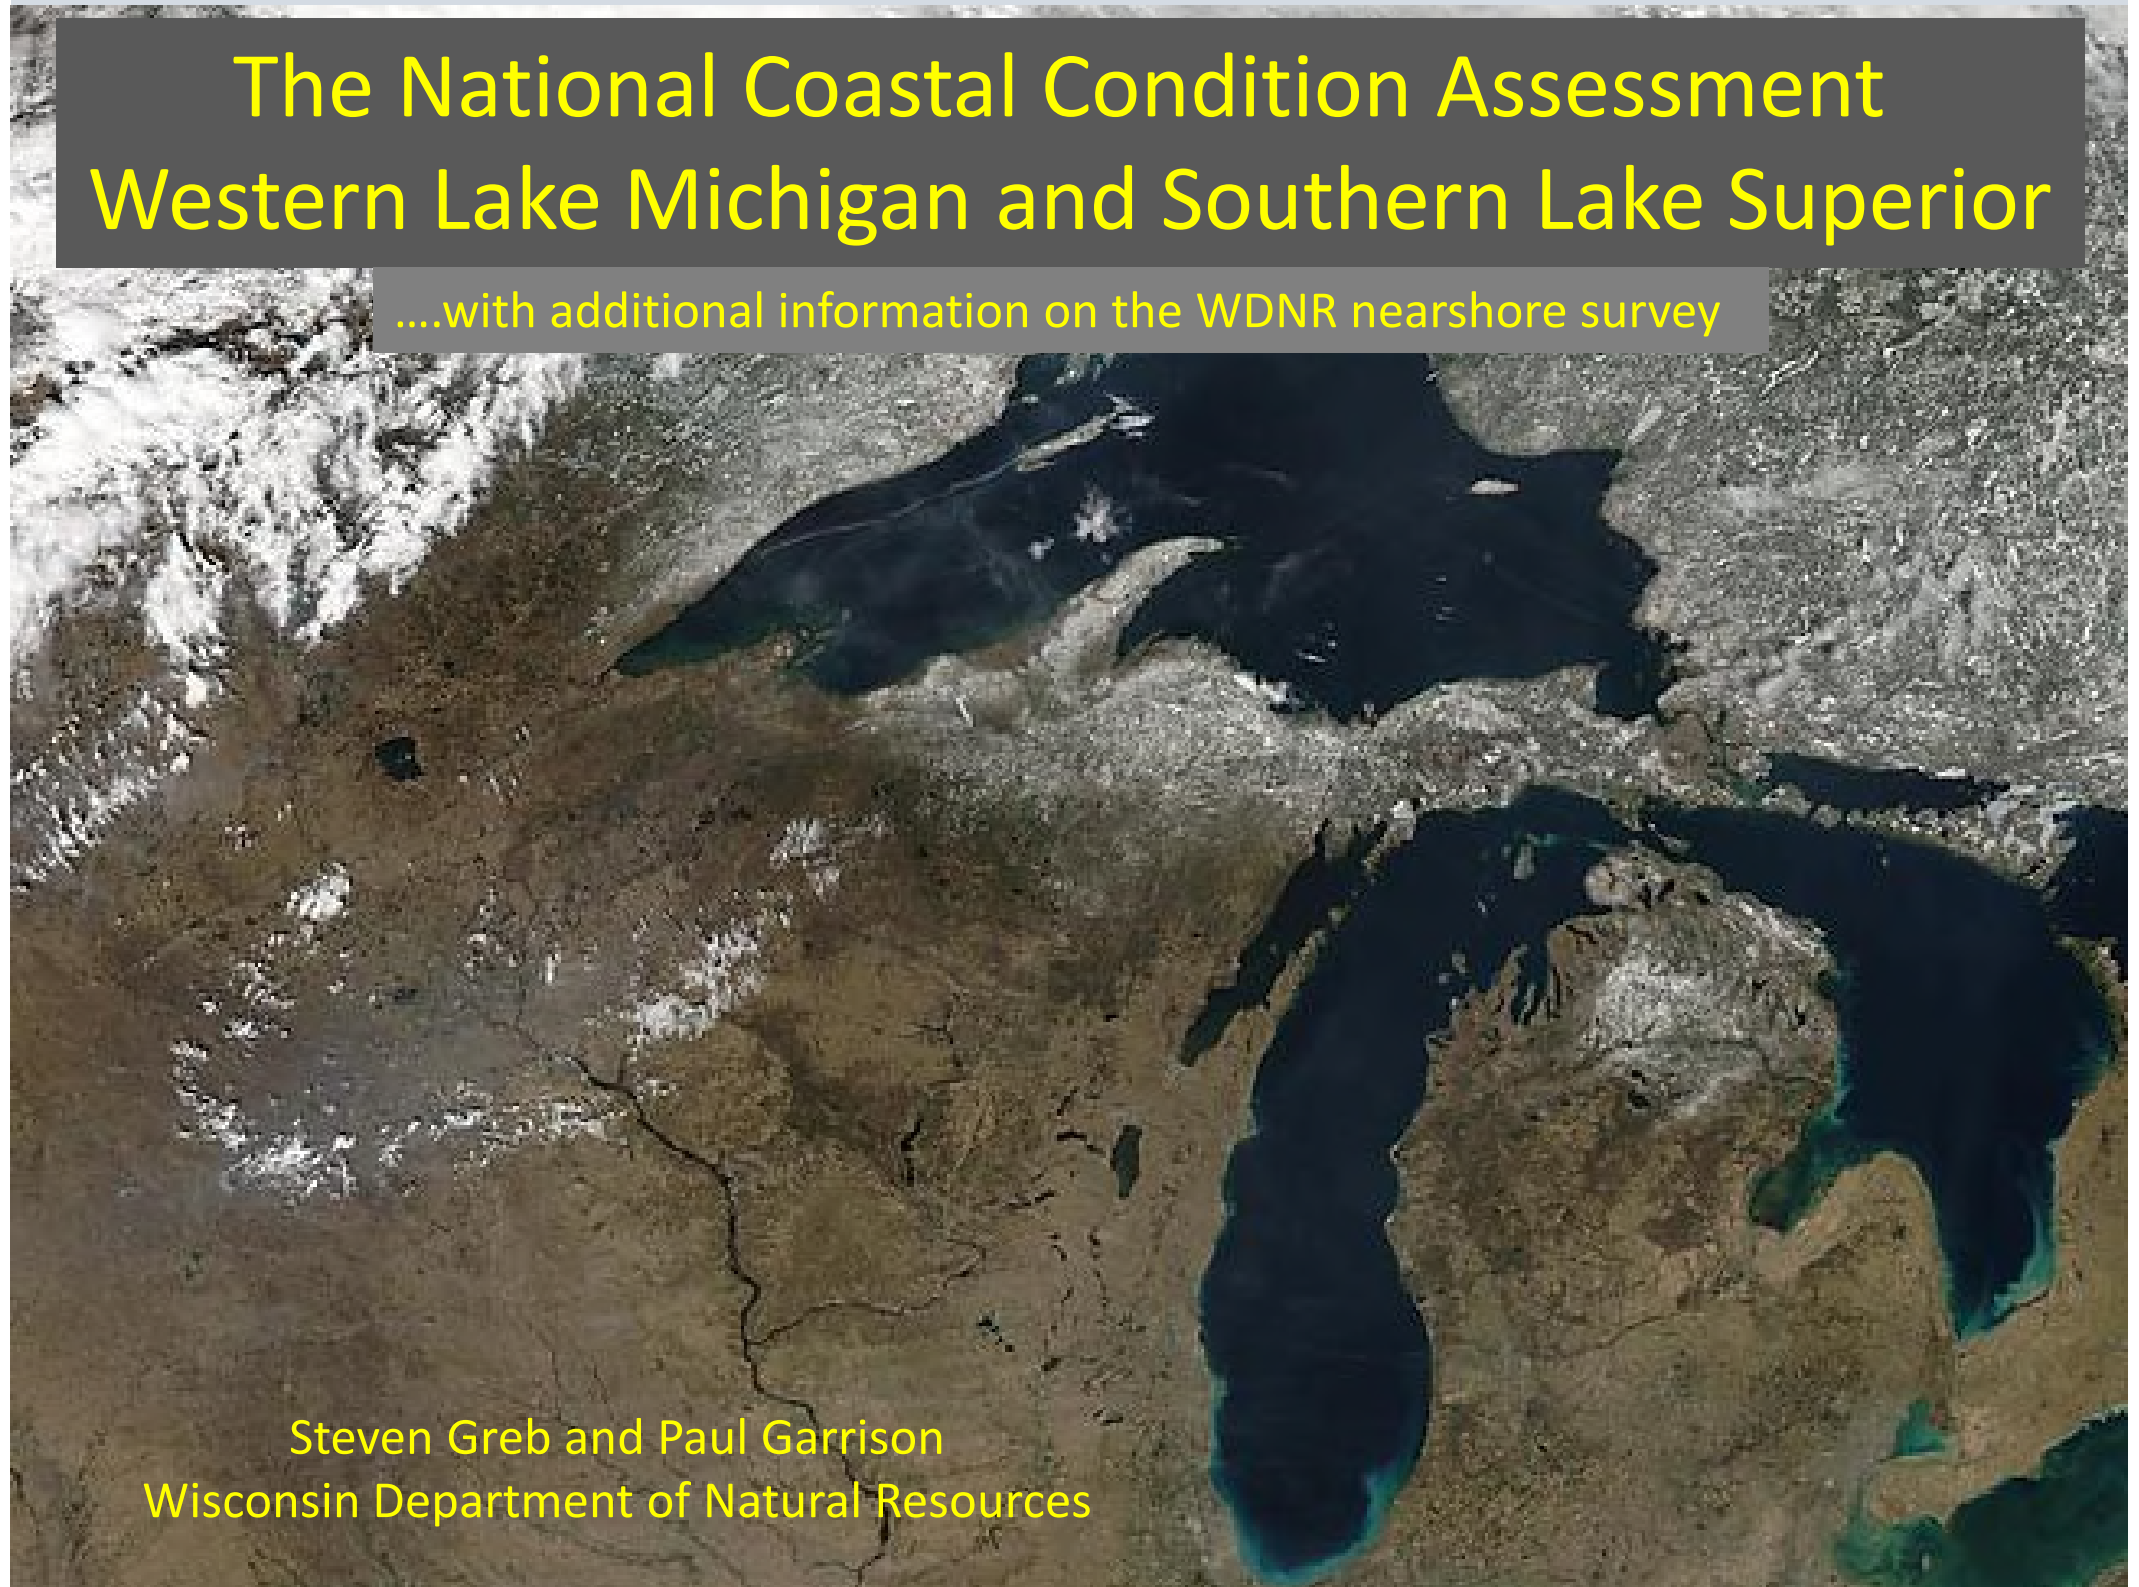 The National Coastal Condition Assessment
Western Lake Michigan and Southern Lake Superior
....with additional information on the WDNR nearshore survey
Steven Greb and Paul Garrison
Wisconsin Department of Natural Resources